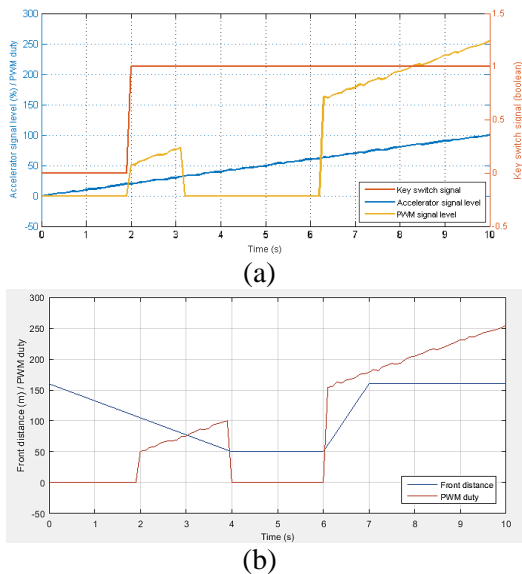 300
250
200
150
100
50
0
-50
Accelerator signal level (%) / PWM duty
1.5
1
0.5
0
-0.5
Key switch signal (boolean)
Key switch signal
Accelerator signal level
PWM signal level
0 1 2 3 4 5 6 7 8 9 10
Time (s)
(a)
300
250
200
150
100
50
0
-50
Front distance (m) / PWM duty
Front distance
PWM duty
0 1 2 3 4 5 6 7 8 9 10
Time (s)
(b)